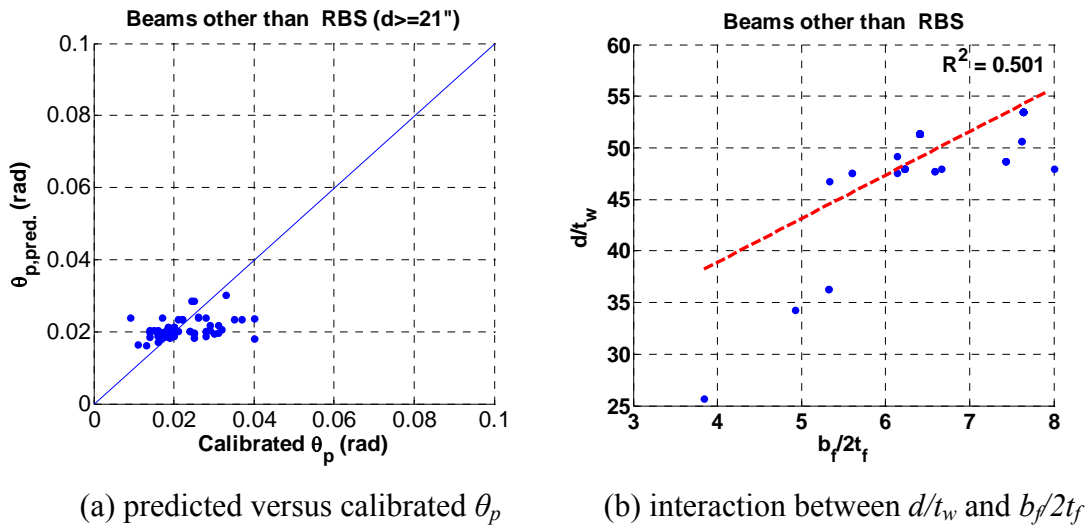 Beams other than RBS (d>=21")
0.1
0.08
0.06
0.04
0.02
0
θp,pred. (rad)
0 0.02 0.04 0.06 0.08 0.1
Calibrated θp (rad)
(a) predicted versus calibrated θp
Beams other than RBS
R2 = 0.501
60
55
50
45
40
35
30
25
d/tw
3 4 5 6 7 8
bf/2tf
(b) interaction between d/tw and bf/2tf